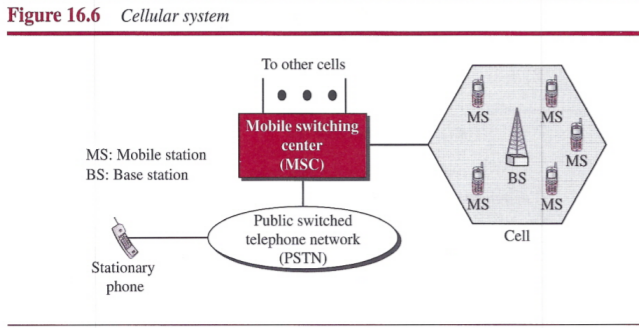 Figure 16.6 Cellular system
To other cells
Mobile switching
center
(MSC)
MS: Mobile station
BS: Base station
MS
MS
MS
BS
MS
MS
Cell
Public switched
telephone network
(PSTN)
Stationary
phone